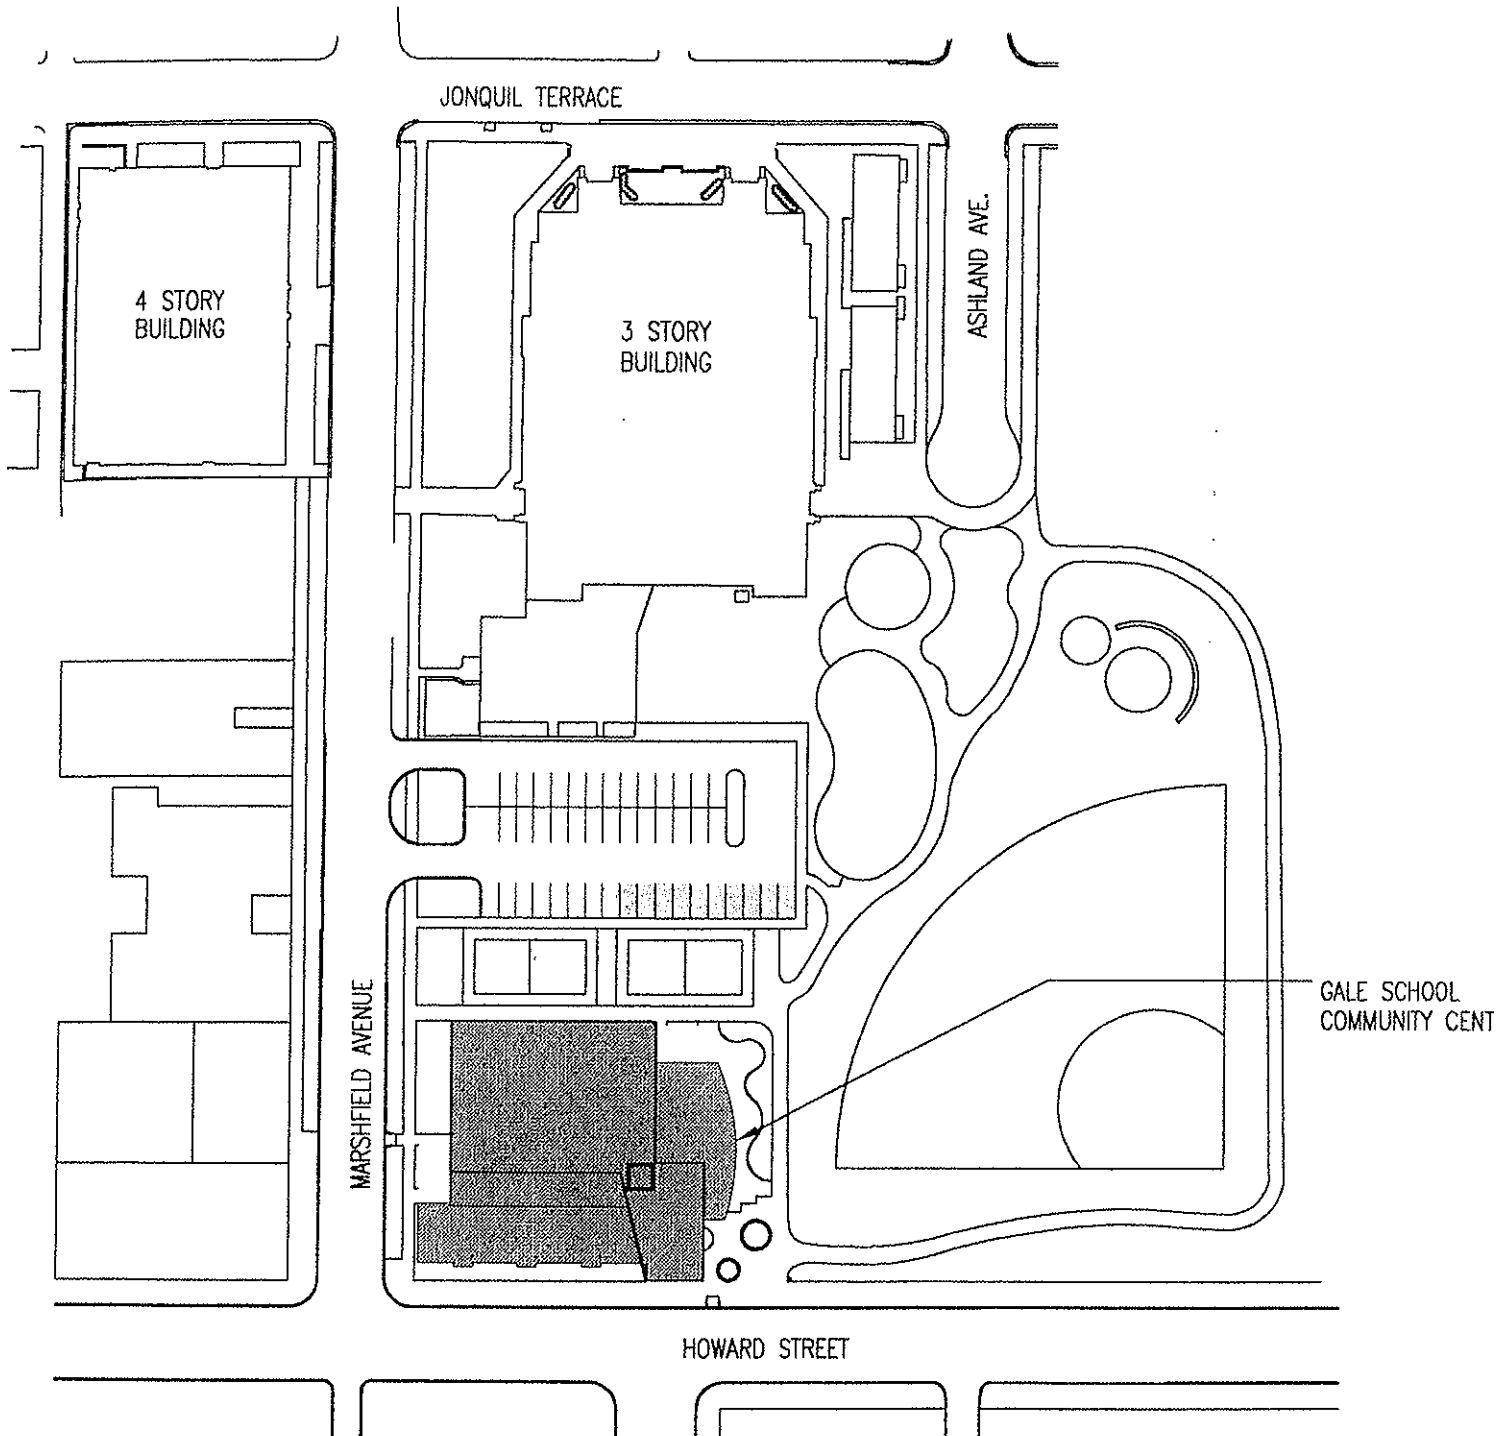 JONQUIL TERRACE
4 STORY
BUILDING
3 STORY
BUILDING
ASHLAND AVE.
GALE SCHOOL
COMMUNITY CENT
MARSHFIELD AVENUE
HOWARD STREET